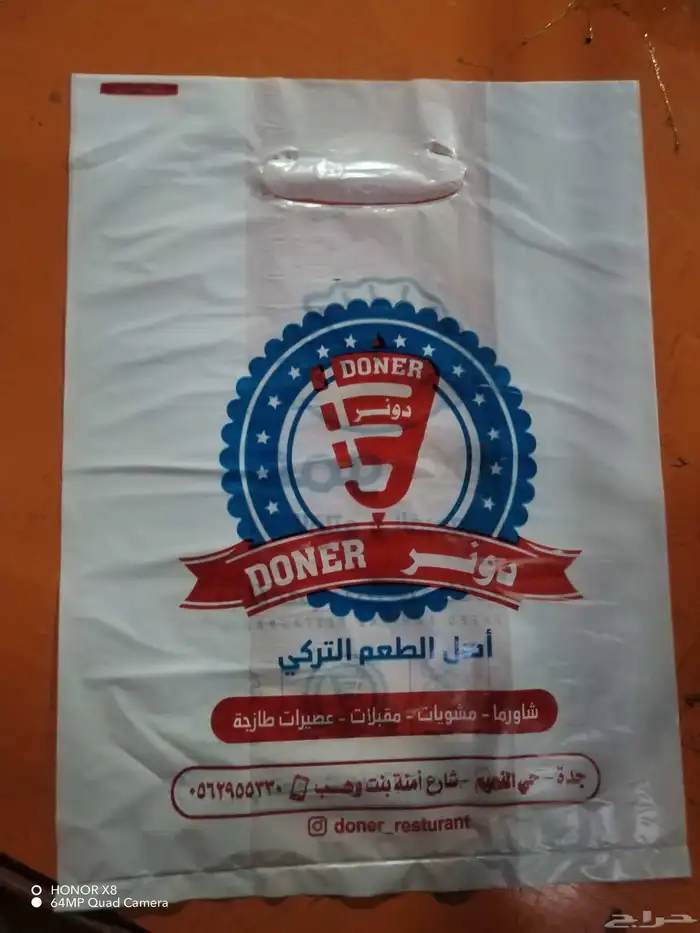 DONER
دونر
DONER دونر
أصل الطعم التركي
شاورما - مشويات - مقبلات - عصيرات طازجة
جدة - حي النعيم - شارع أمنة بنت وهب ٠٥٦٢٩٥٥٣٣٠
doner_resturant
HONOR X8
64MP Quad Camera
حراج